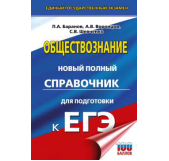 ЕДИНЫЙ ГОСУДАРСТВЕННЫЙ ЭКЗАМЕН
П.А. Баранов, А.В. Воронцов,
С.В. Шевченко
ОБЩЕСТВОЗНАНИЕ
НОВЫЙ ПОЛНЫЙ
СПРАВОЧНИК
ДЛЯ ПОДГОТОВКИ
К ЕГЭ
100
БАЛЛОВ